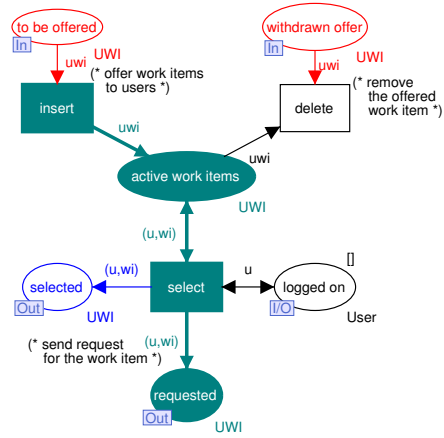 to be offered
In
UWI
uwi
(* offer work items
to users *)
insert
uwi
withdrawn offer
In
UWI
uwi
(* remove
the offered
work item *)
delete
uwi
active work items
UWI
(u,wi)
(u,wi)
selected
Out
UWI
select
u
[]
logged on
I/O
User
(* send request
for the work item *)
(u,wi)
requested
Out
UWI